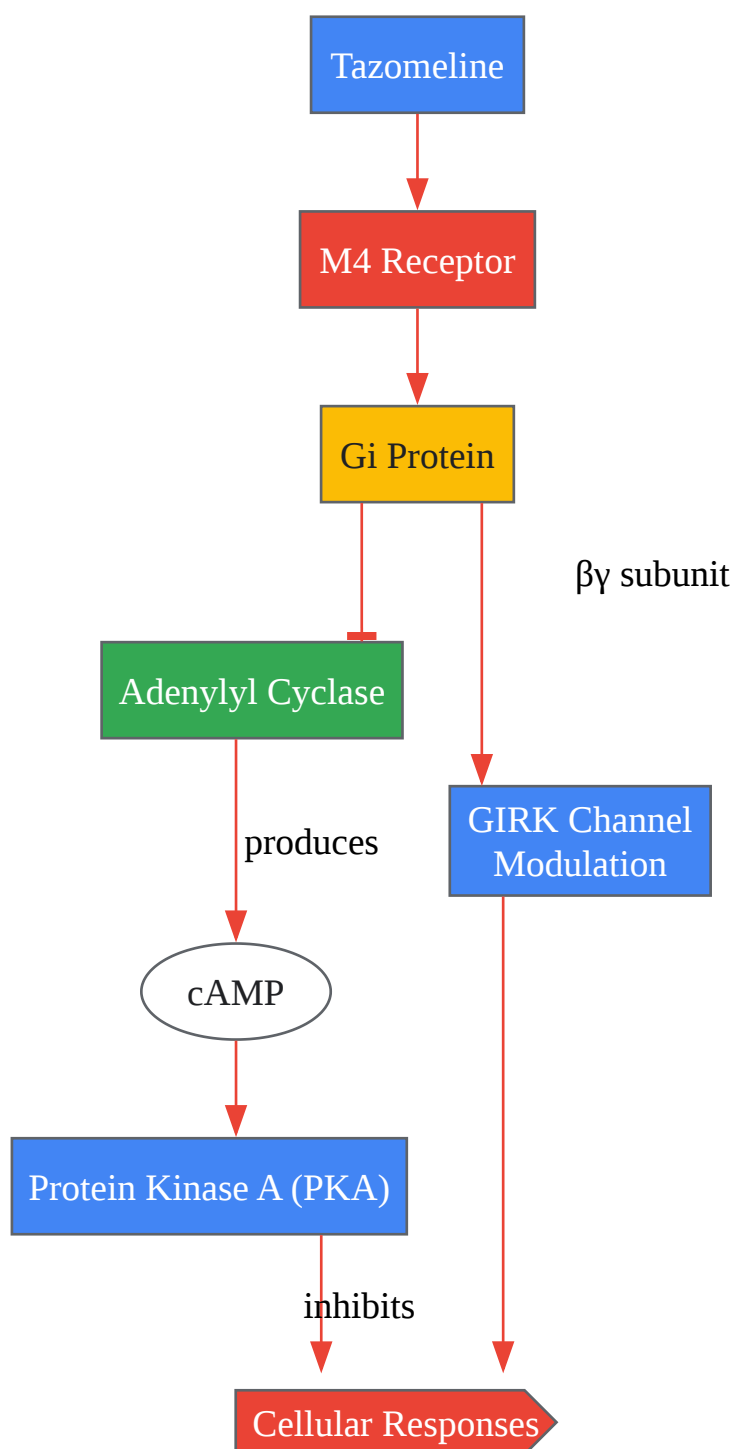 Tazomeline
M4 Receptor
Gi Protein
βγ subunit
Adenylyl Cyclase
GIRK Channel
Modulation
produces
cAMP
Protein Kinase A (PKA)
inhibits
Cellular Responses